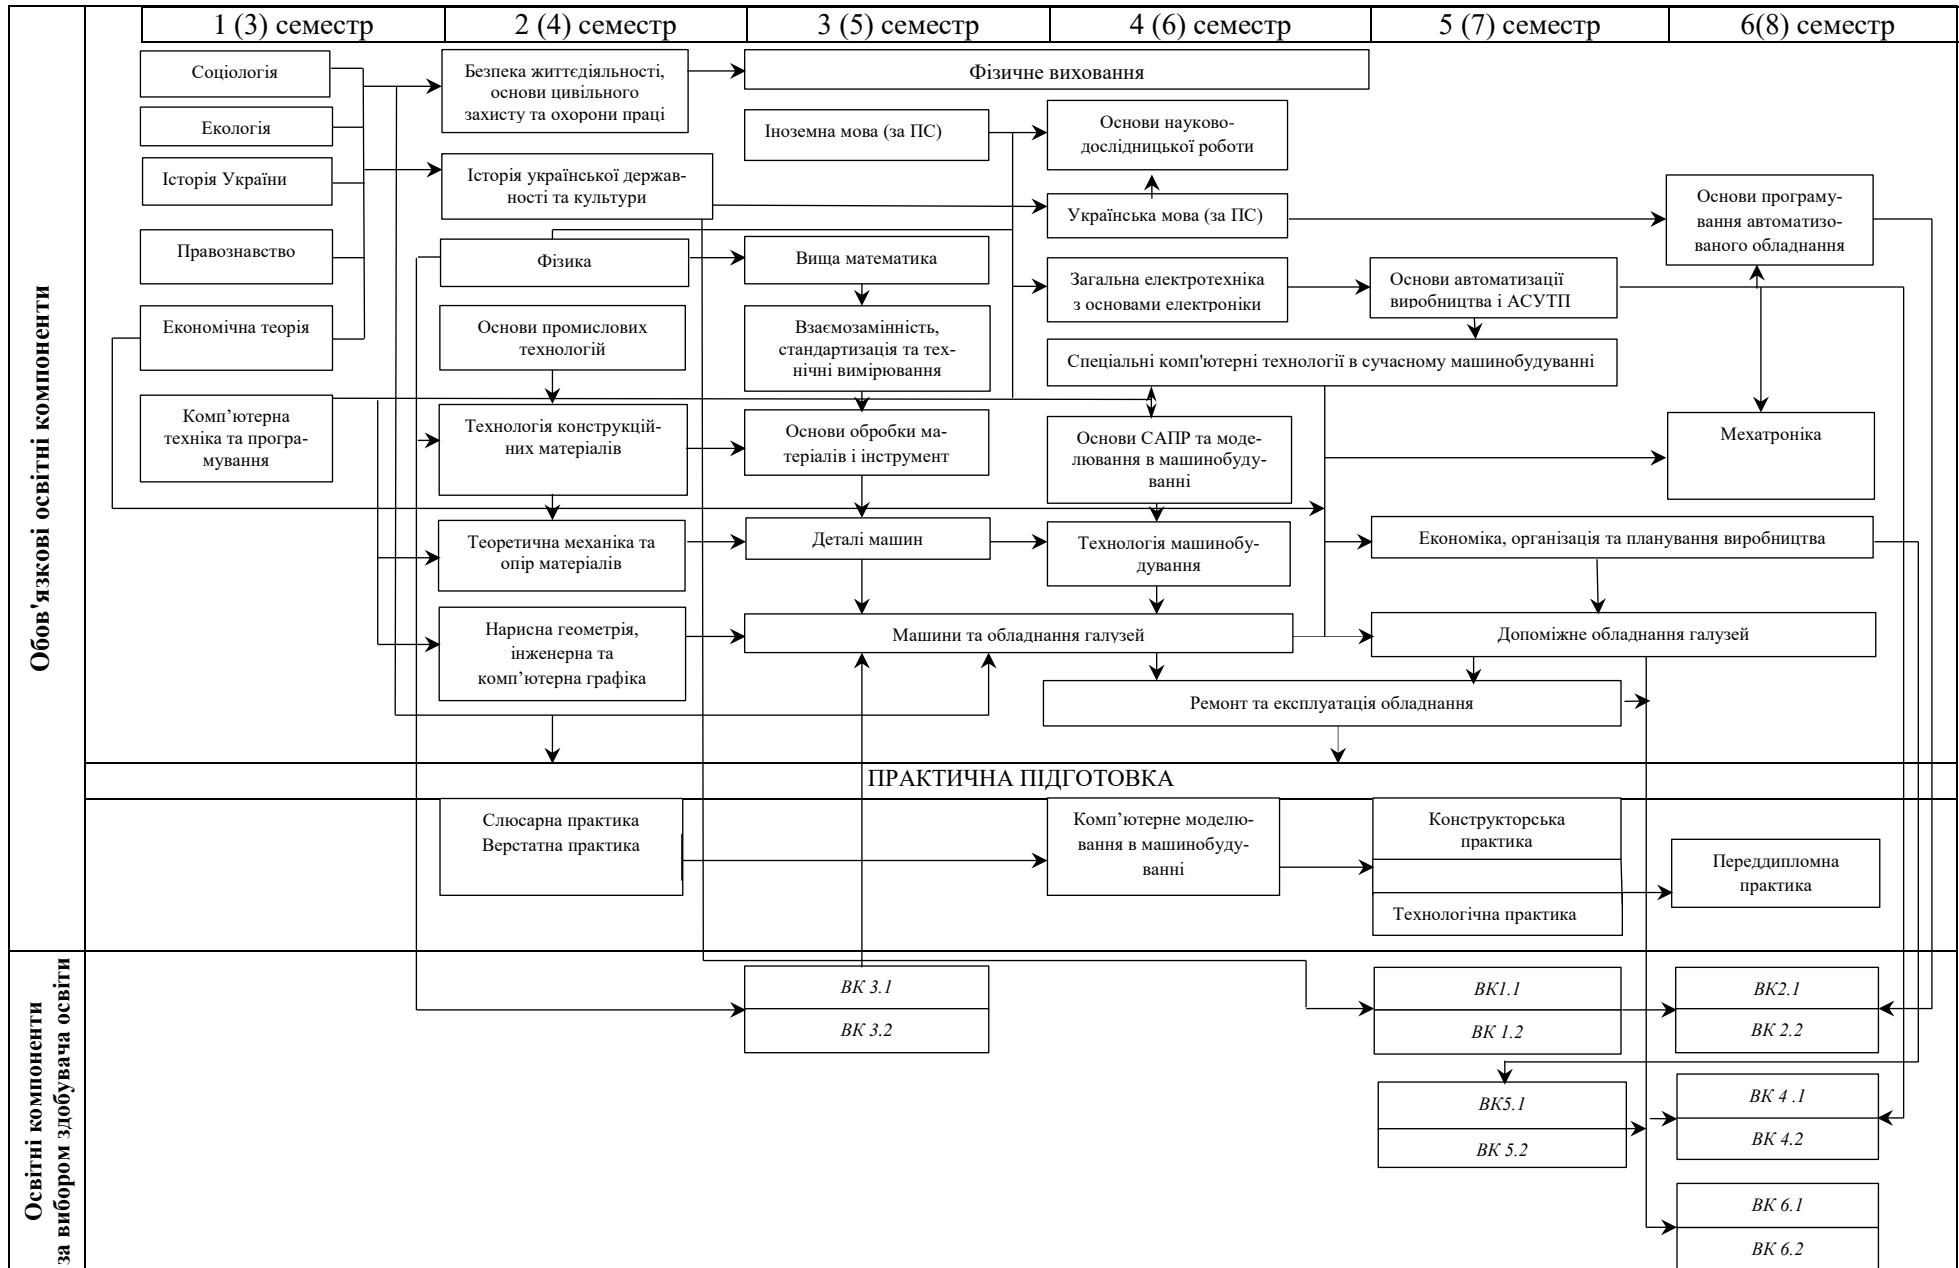 1 (3) семестр
2 (4) семестр
3 (5) семестр
4 (6) семестр
5 (7) семестр
6(8) семестр
Обов'язкові освітні компоненти
Соціологія
Екологія
Історія України
Правознавство
Економічна теорія
Комп’ютерна
техніка та програ-
мування
Безпека життєдіяльності,
основи цивільного
захисту та охорони праці
Історія української держав-
ності та культури
Фізика
Основи промислових
технологій
Технологія конструкцій-
них матеріалів
Теоретична механіка та
опір матеріалів
Нарисна геометрія,
інженерна та
комп’ютерна графіка
Фізичне виховання
Іноземна мова (за ПС)
Вища математика
Взаємозамінність,
стандартизація та тех-
нічні вимірювання
Основи обробки ма-
теріалів і інструмент
Деталі машин
Машини та обладнання галузей
Основи науково-
дослідницької роботи
Українська мова (за ПС)
Загальна електротехніка
з основами електроніки
Основи автоматизації
виробництва і АСУТП
Спеціальні комп'ютерні технології в сучасному машинобудуванні
Основи САПР та моде-
лювання в машинобуду-
ванні
Технологія машинобу-
дування
Основи програму-
вання автоматизо-
ваного обладнання
Мехатроніка
Економіка, організація та планування виробництва
Допоміжне обладнання галузей
Ремонт та експлуатація обладнання
ПРАКТИЧНА ПІДГОТОВКА
Слюсарна практика
Верстатна практика
Комп’ютерне моделю-
вання в машинобуду-
ванні
Конструкторська
практика
Технологічна практика
Переддипломна
практика
Освітні компоненти
за вибором здобувача освіти
ВК 3.1
ВК 3.2
ВК1.1
ВК 1.2
ВК2.1
ВК 2.2
ВК5.1
ВК 5.2
ВК 4 .1
ВК 4.2
ВК 6.1
ВК 6.2